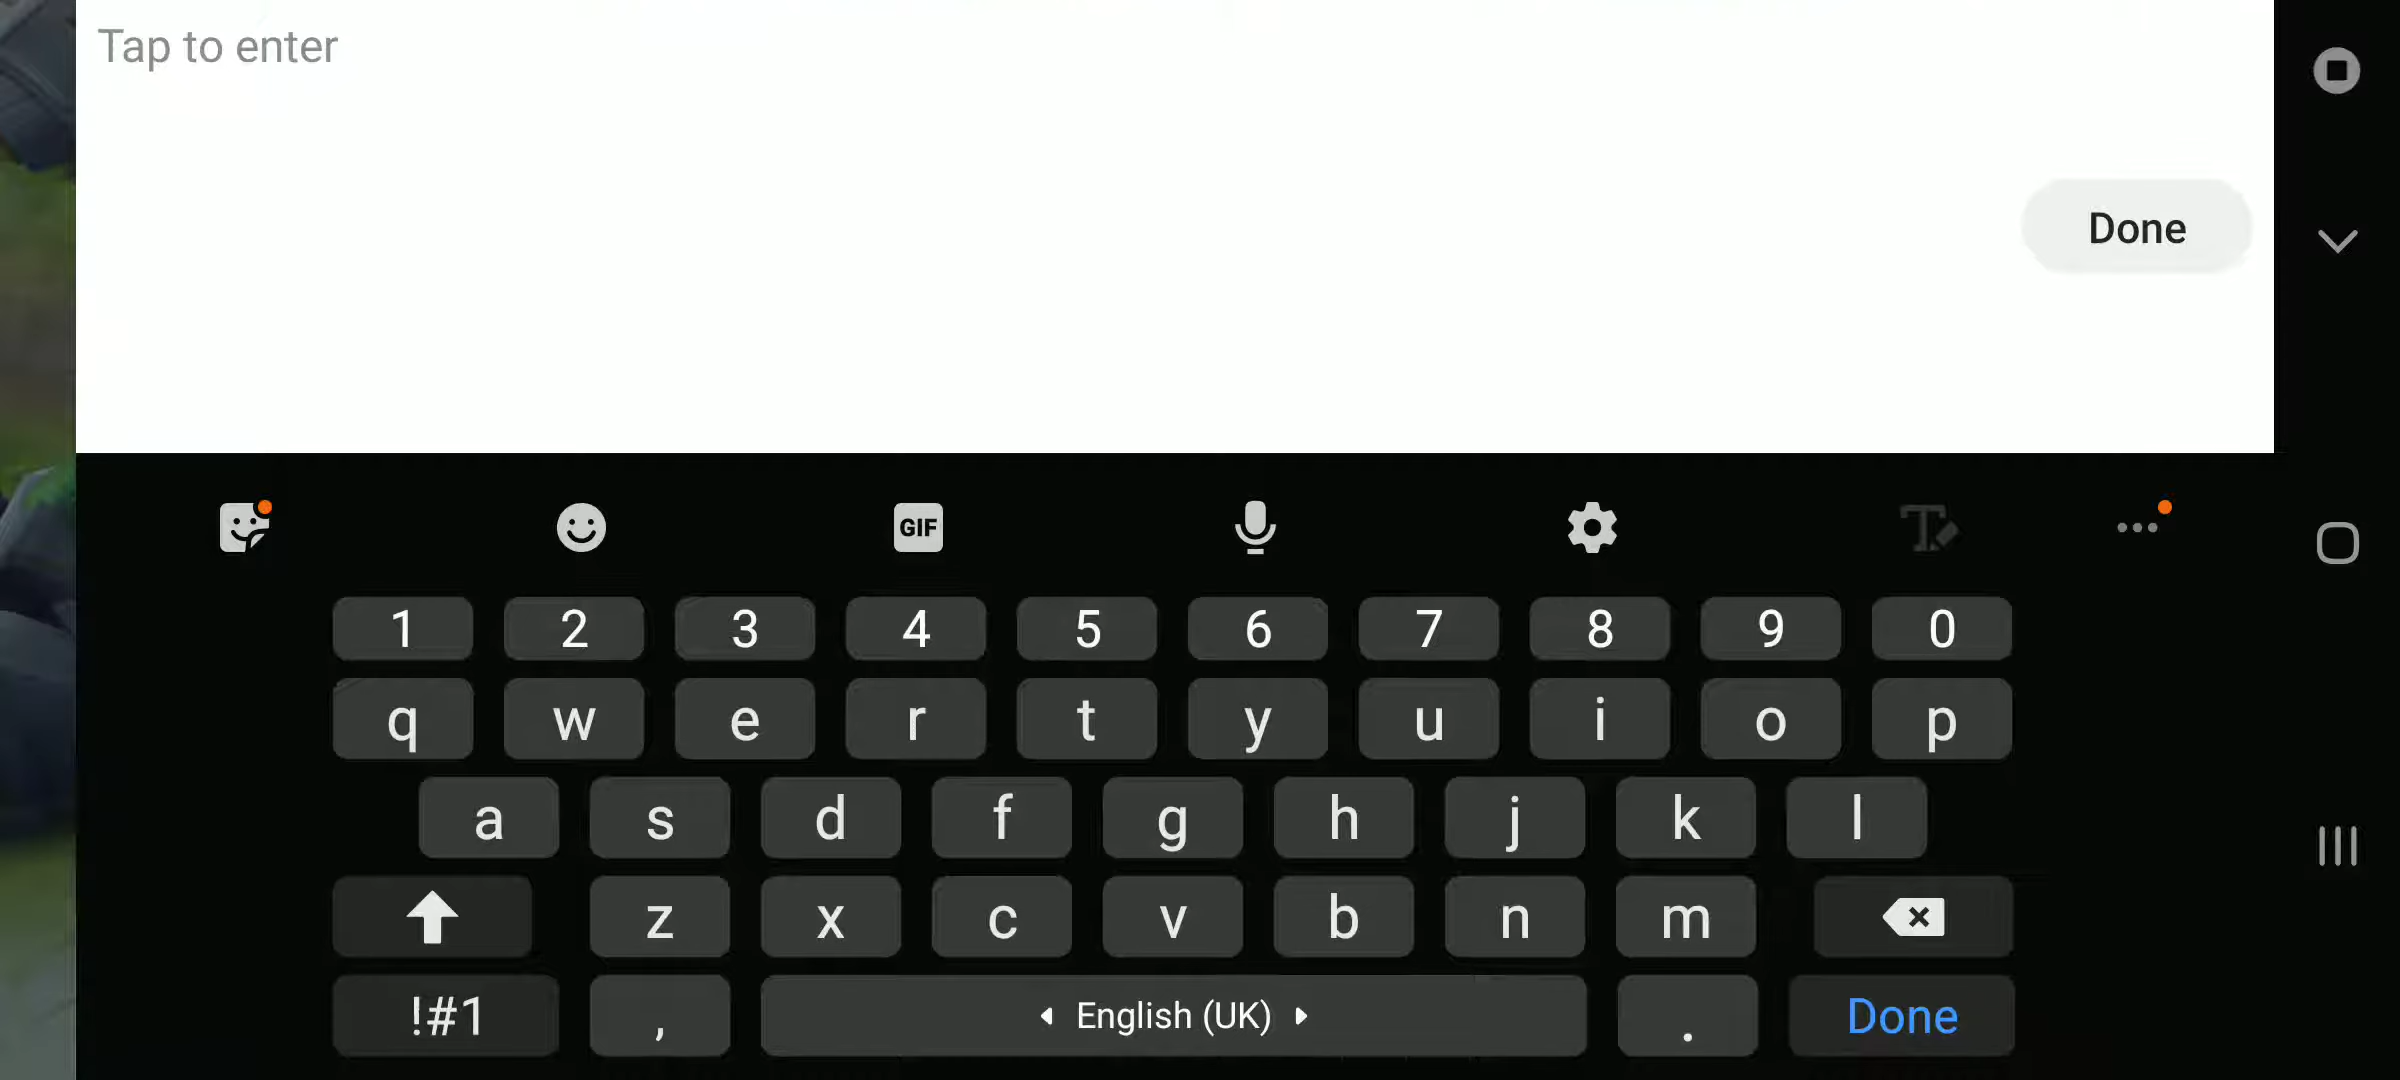 Tap to enter
Done
GIF
1 2 3 4 5 6 7 8 9 0
q w e r t y u i o p
a s d f g h j k l
z x c v b n m
!#1 , English (UK) . Done